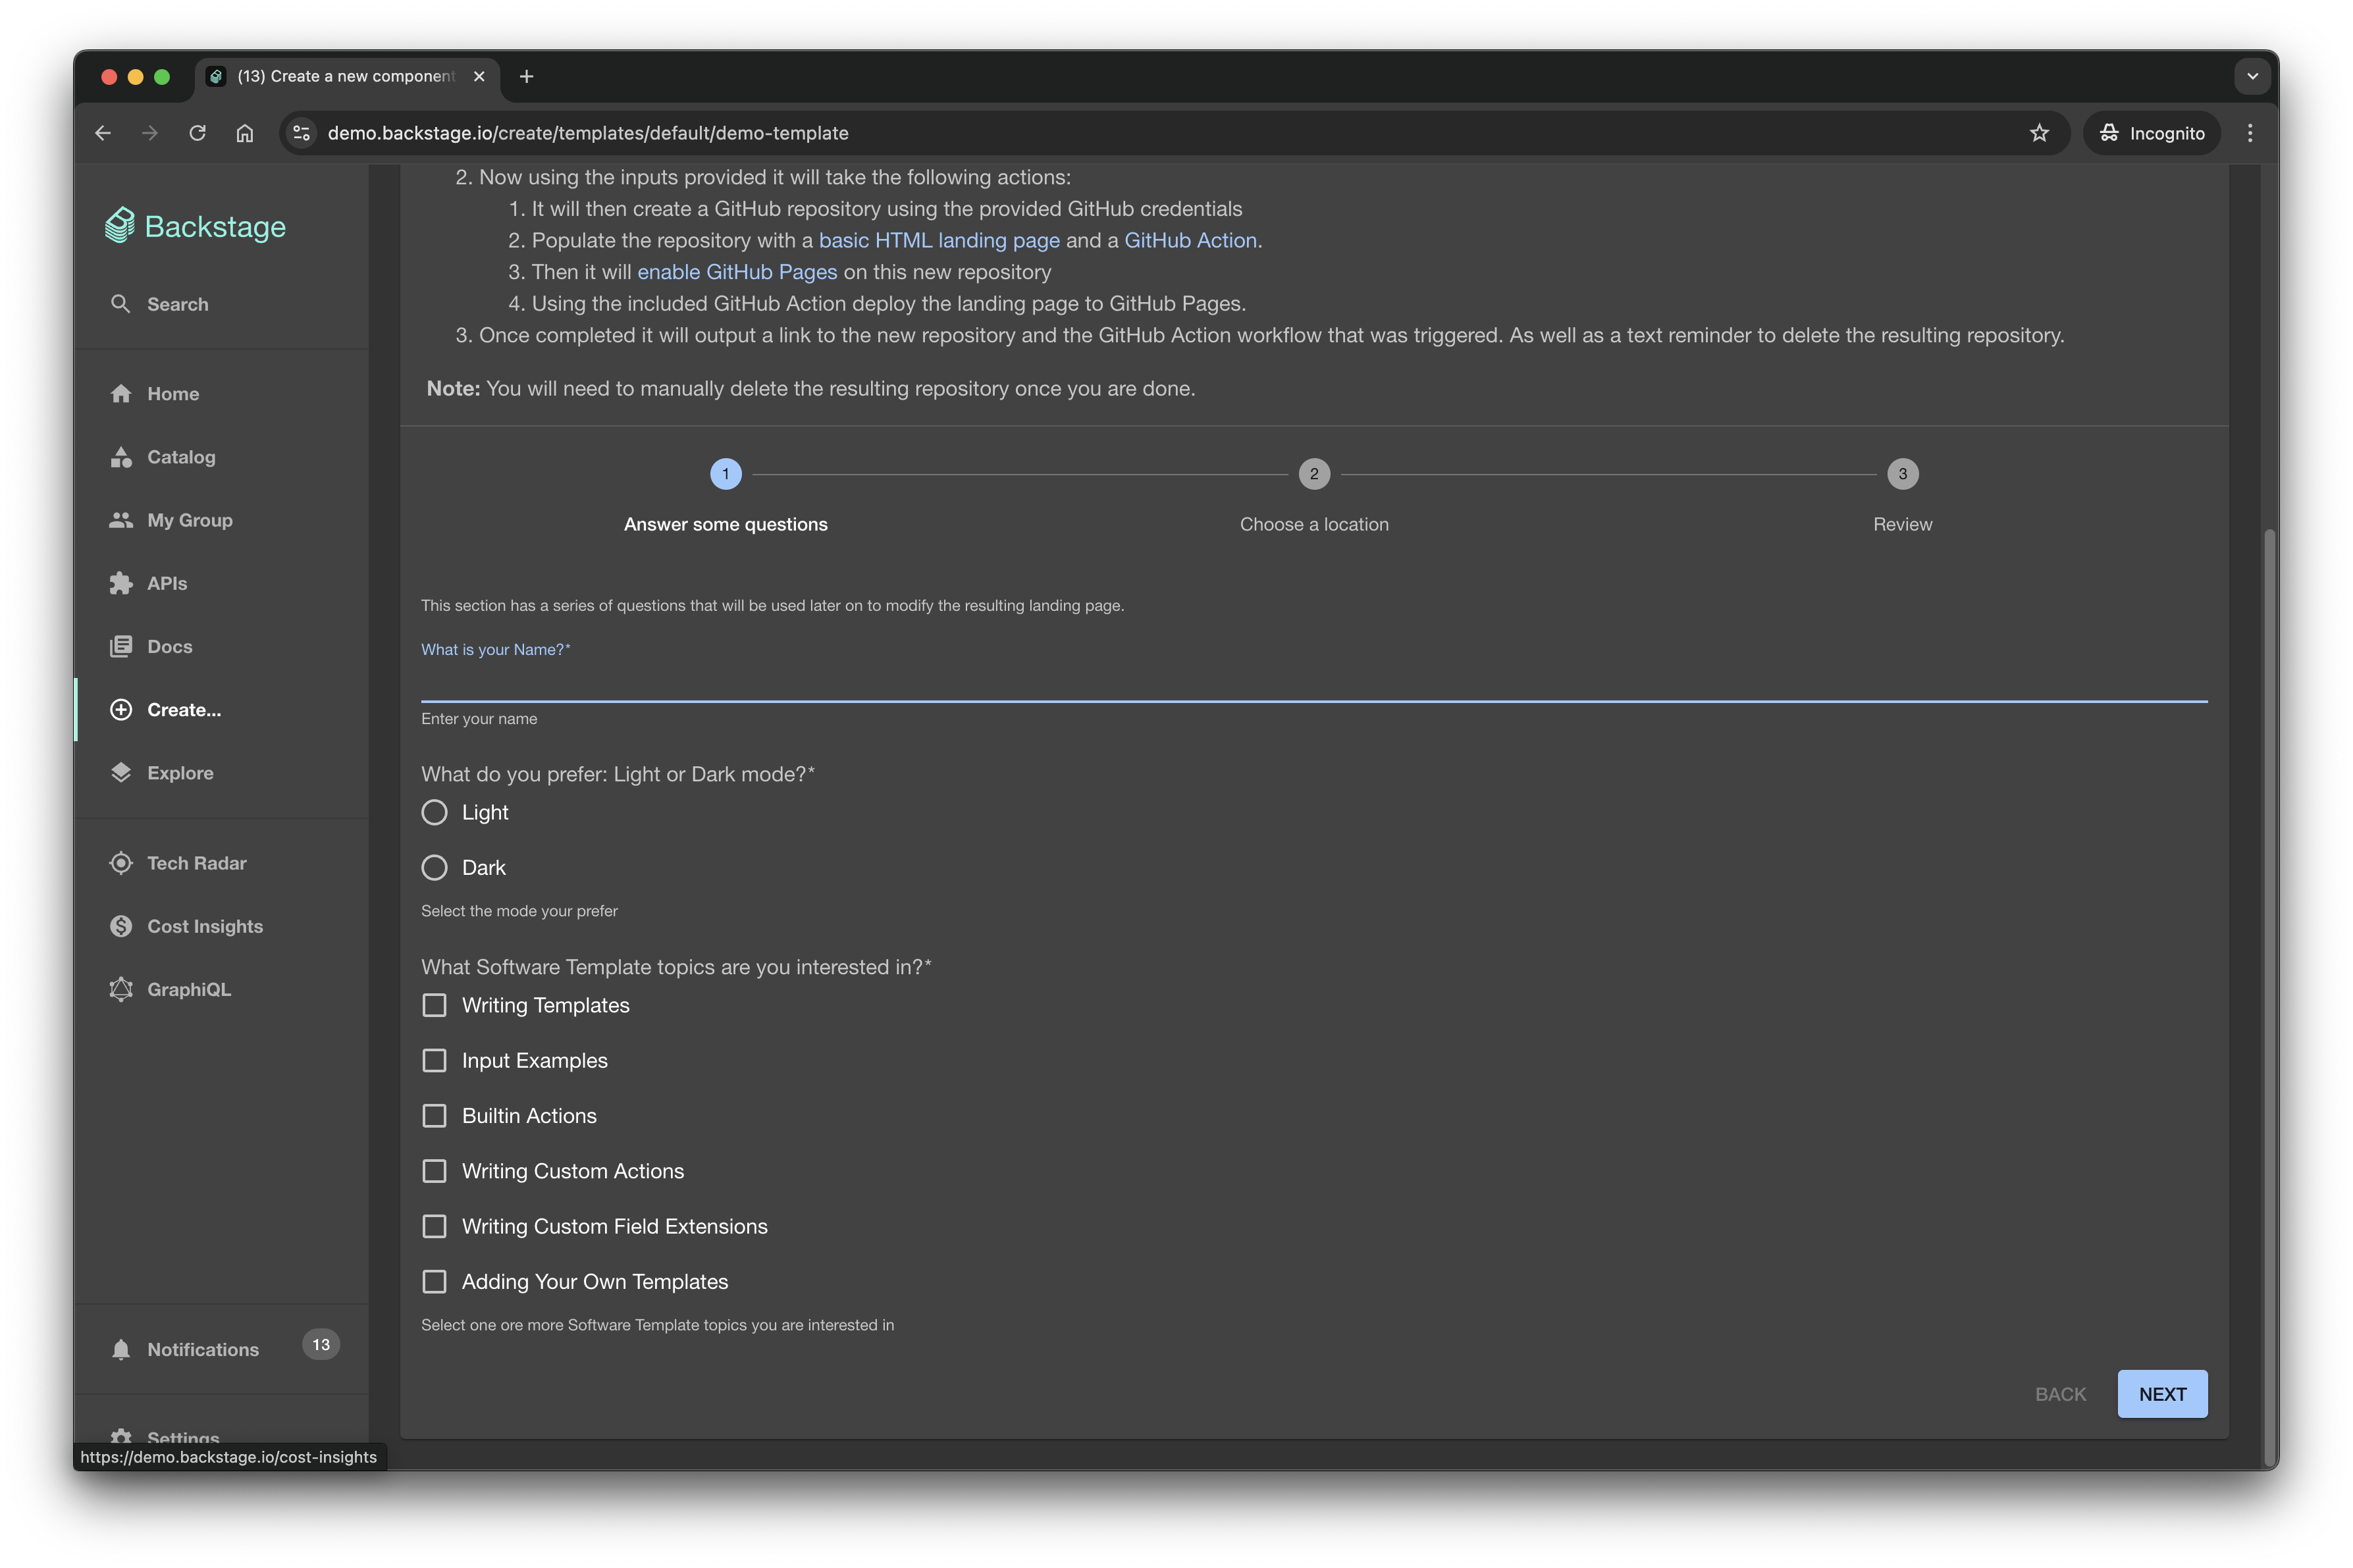 (13) Create a new component
demo.backstage.io/create/templates/default/demo-template
Incognito
Backstage
Search
Home
Catalog
My Group
APIs
Docs
Create...
Explore
Tech Radar
Cost Insights
GraphiQL
Notifications
13
Settings
https://demo.backstage.io/cost-insights
2. Now using the inputs provided it will take the following actions:
1. It will then create a GitHub repository using the provided GitHub credentials
2. Populate the repository with a basic HTML landing page and a GitHub Action.
3. Then it will enable GitHub Pages on this new repository
4. Using the included GitHub Action deploy the landing page to GitHub Pages.
3. Once completed it will output a link to the new repository and the GitHub Action workflow that was triggered. As well as a text reminder to delete the resulting repository.
Note: You will need to manually delete the resulting repository once you are done.
1
Answer some questions
2
Choose a location
3
Review
This section has a series of questions that will be used later on to modify the resulting landing page.
What is your Name?*
Enter your name
What do you prefer: Light or Dark mode?*
Light
Dark
Select the mode your prefer
What Software Template topics are you interested in?*
Writing Templates
Input Examples
Builtin Actions
Writing Custom Actions
Writing Custom Field Extensions
Adding Your Own Templates
Select one ore more Software Template topics you are interested in
BACK
NEXT